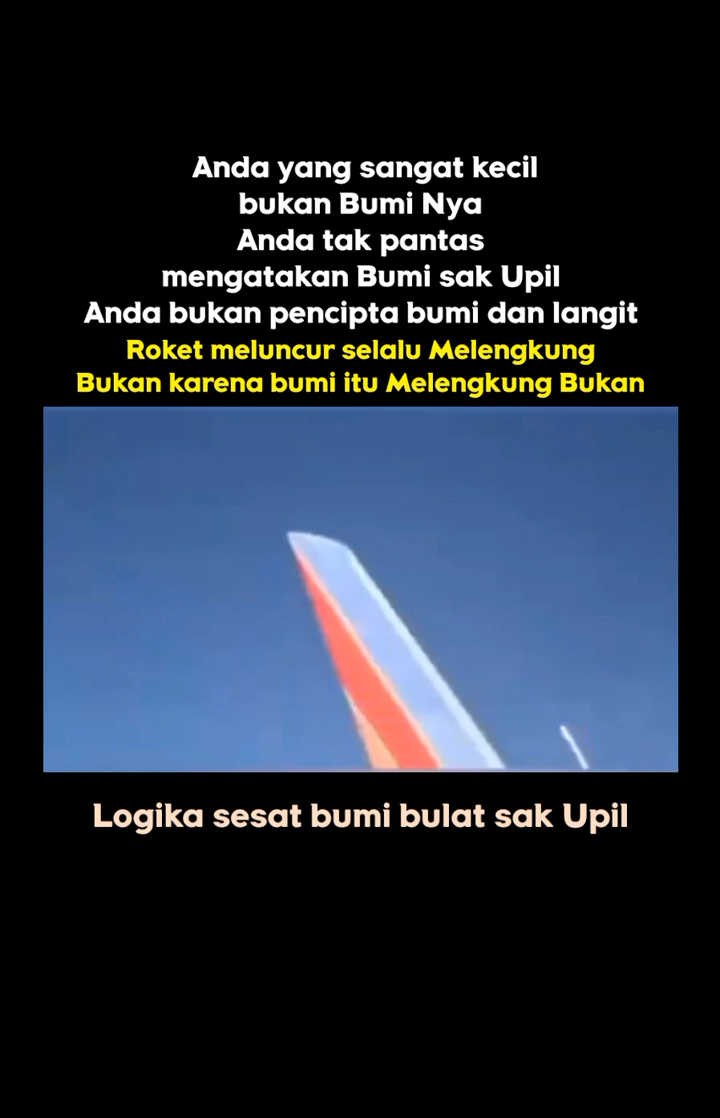 Anda yang sangat kecil
bukan Bumi Nya
Anda tak pantas
mengatakan Bumi sak Upil
Anda bukan pencipta bumi dan langit
Roket meluncur selalu Melengkung
Bukan karena bumi itu Melengkung Bukan
Logika sesat bumi bulat sak Upil